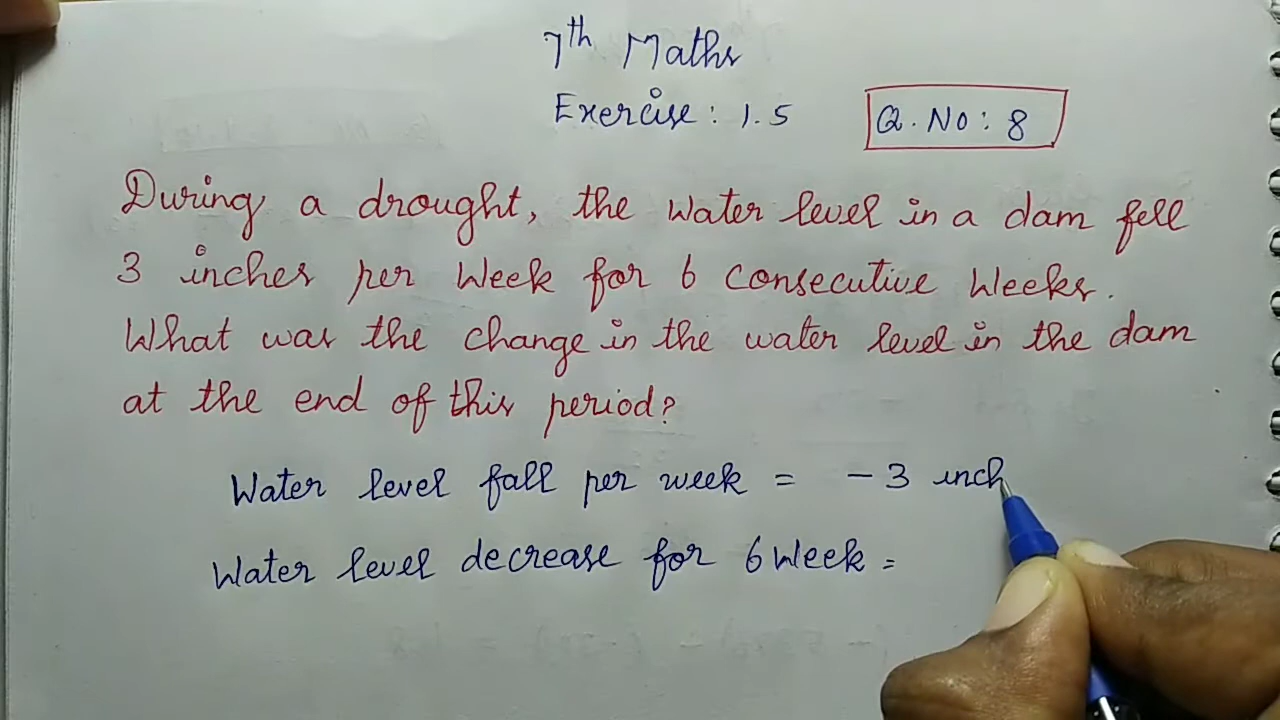 7th Maths
Exercise: 1.5
Q. No: 8
During a drought, the water level in a dam fell
3 inches per week for 6 consecutive weeks.
What was the change in the water level in the dam
at the end of this period?
Water level fall per week = -3 inch
Water level decrease for 6 week =